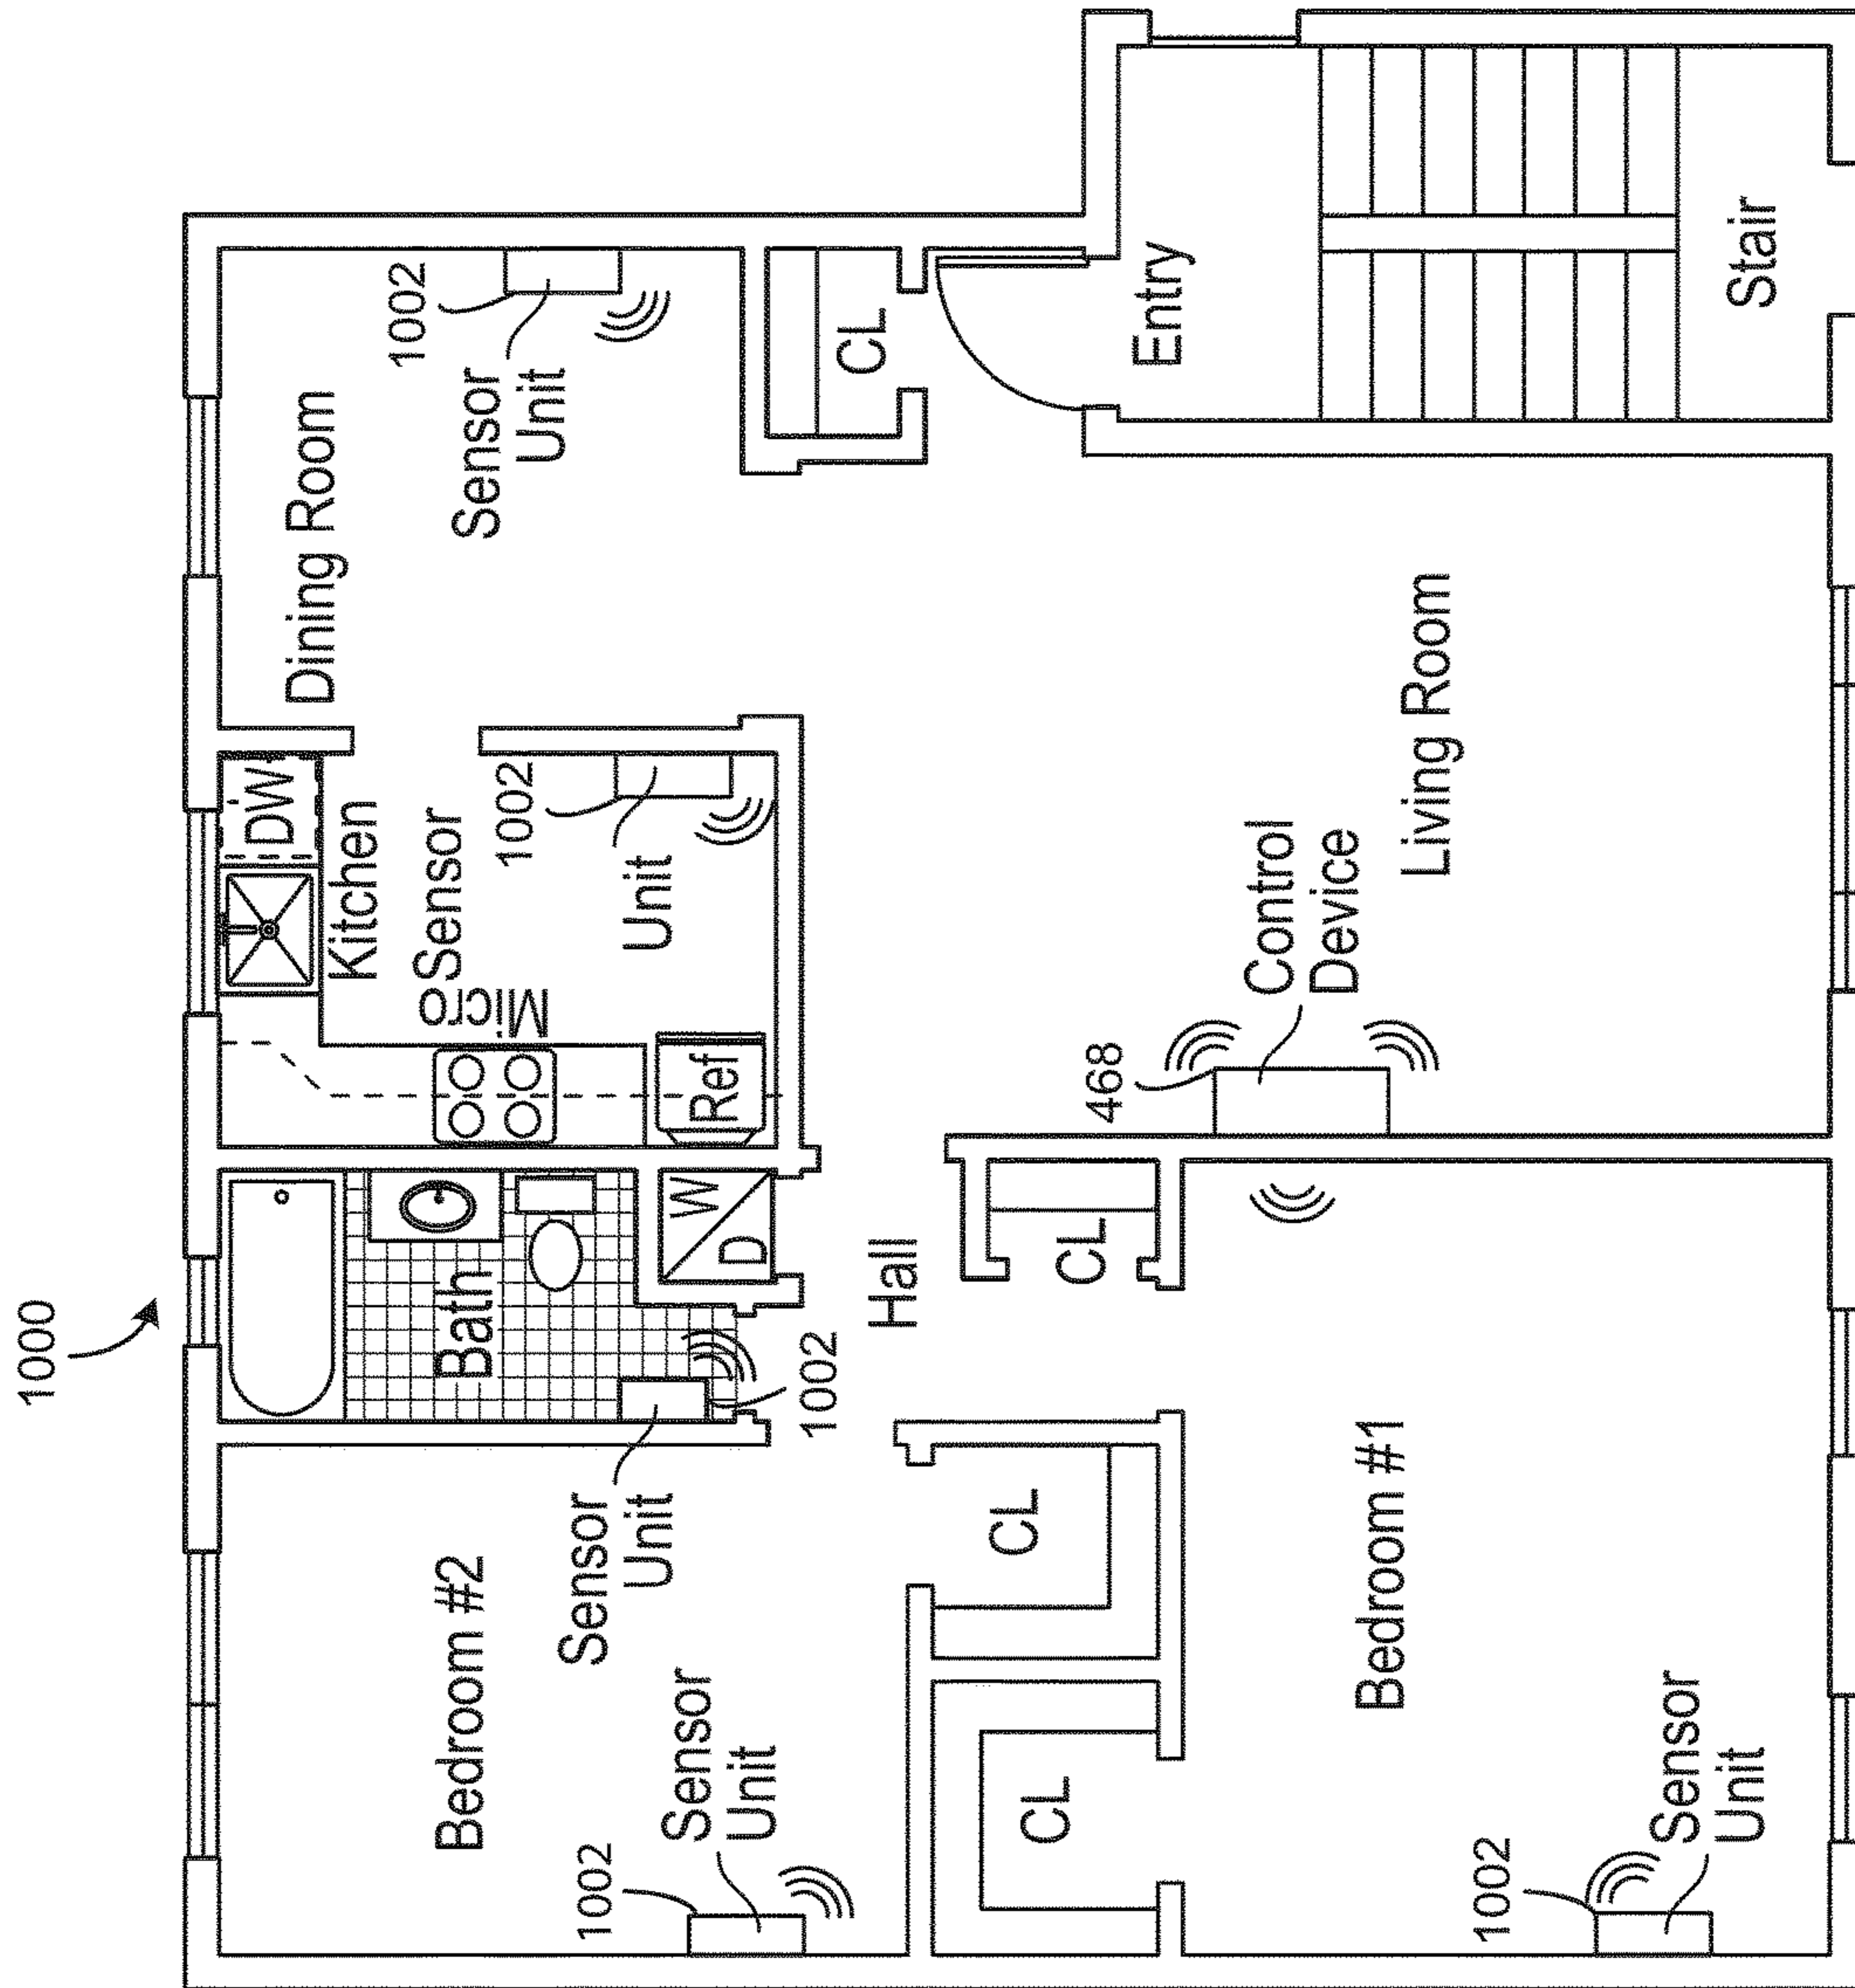 1000
Bedroom #2
Sensor
Unit
1002
Sensor
Unit
1002
Bath
W
D
Ref
Micro
Kitchen
DW
Sensor
Unit
1002
Dining Room
Sensor
Unit
1002
CL
Hall
CL
CL
CL
Bedroom #1
Sensor
Unit
1002
468
Control
Device
Living Room
Entry
Stair